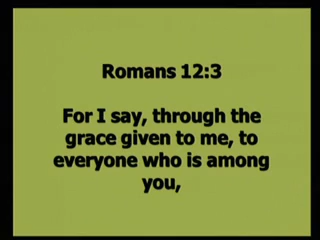 Romans 12:3
For I say, through the
grace given to me, to
everyone who is among
you,